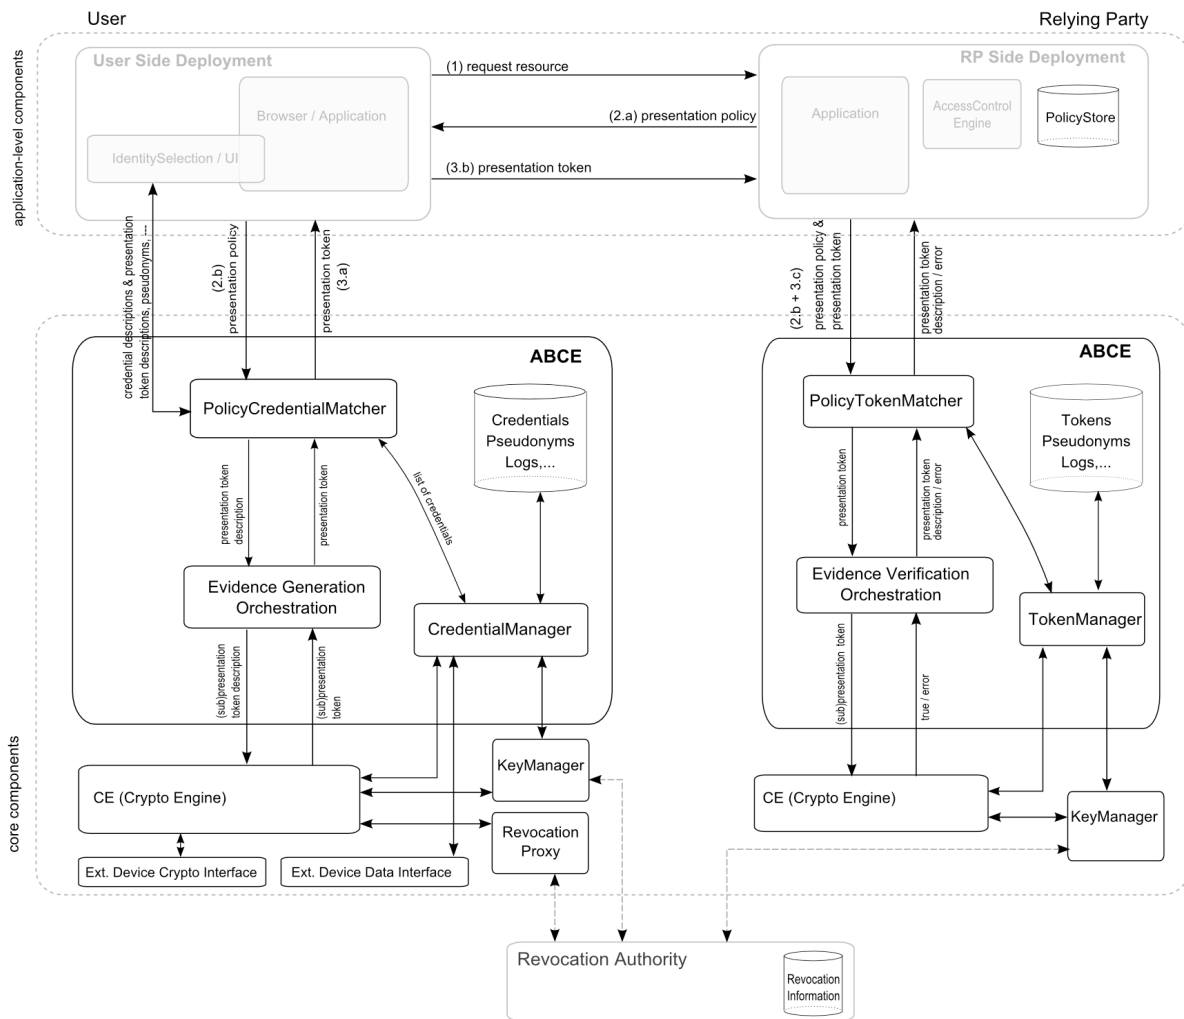 User
Relying Party
application-level components
User Side Deployment
Browser / Application
IdentitySelection / UI
(1) request resource
(2.a) presentation policy
(3.b) presentation token
RP Side Deployment
Application
AccessControl
Engine
PolicyStore
credential descriptions & presentation
token descriptions, pseudonyms, ---
(2.b)
presentation policy
presentation token
(3.a)
(2.b + 3.c)
presentation policy &
presentation token
presentation token
description / error
core components
ABCE
PolicyCredentialMatcher
Credentials
Pseudonyms
Logs,...
presentation token
description
presentation token
list of credentials
Evidence Generation
Orchestration
CredentialManager
(sub)presentation
token description
(sub)presentation
token
CE (Crypto Engine)
KeyManager
Revocation
Proxy
Ext. Device Crypto Interface
Ext. Device Data Interface
ABCE
PolicyTokenMatcher
Tokens
Pseudonyms
Logs,...
presentation token
presentation token
description / error
Evidence Verification
Orchestration
TokenManager
(sub)presentation token
true / error
CE (Crypto Engine)
KeyManager
Revocation Authority
Revocation
Information